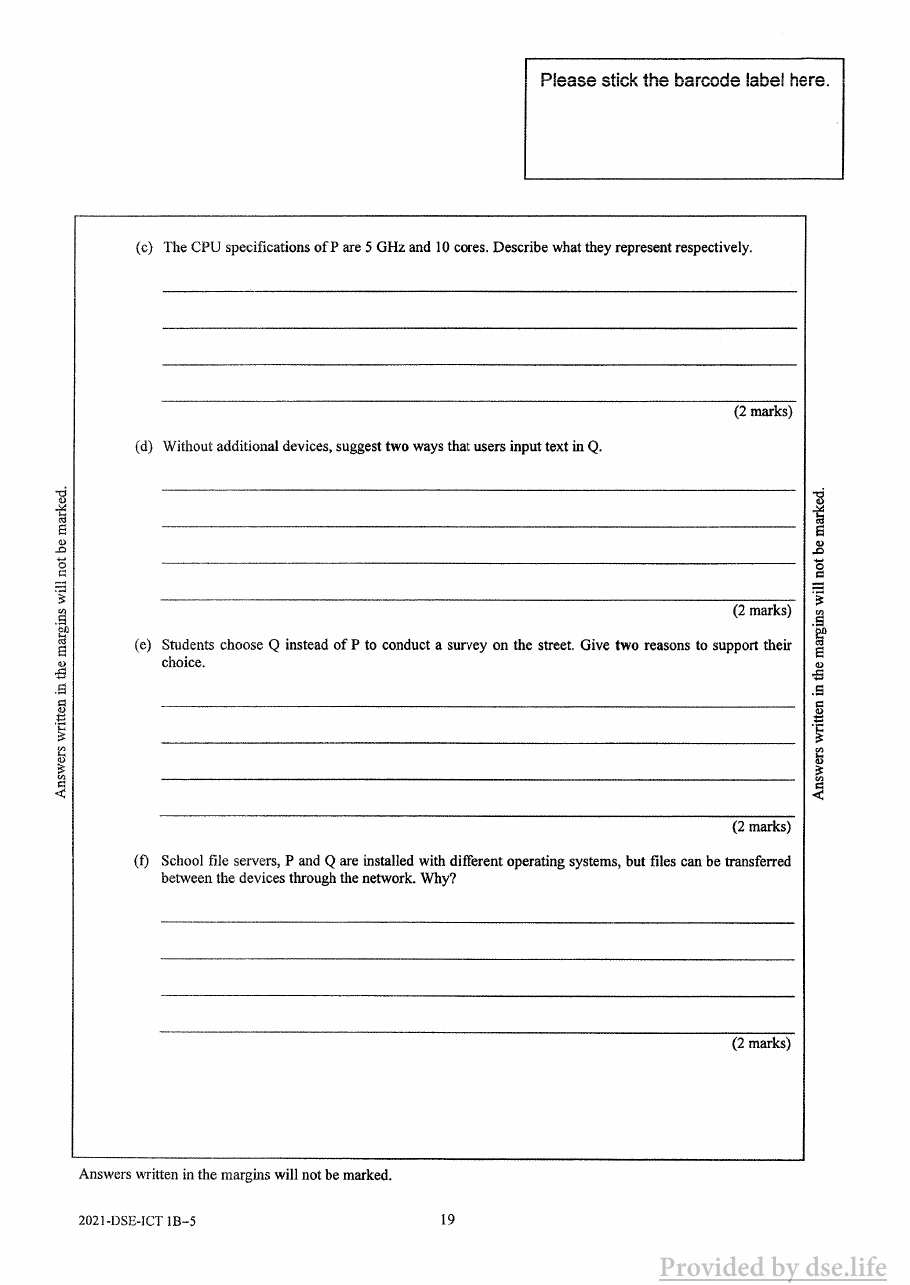 Please stick the barcode label here.
(c) The CPU specifications of P are 5 GHz and 10 cores. Describe what they represent respectively.
(2 marks)
(d) Without additional devices, suggest two ways that users input text in Q.
(2 marks)
(e) Students choose Q instead of P to conduct a survey on the street. Give two reasons to support their
choice.
(2 marks)
(f) School file servers, P and Q are installed with different operating systems, but files can be transferred
between the devices through the network. Why?
(2 marks)
Answers written in the margins will not be marked.
Answers written in the margins will not be marked.
Answers written in the margins will not be marked.
2021-DSE-ICT 1B–5
19
Provided by dse.life